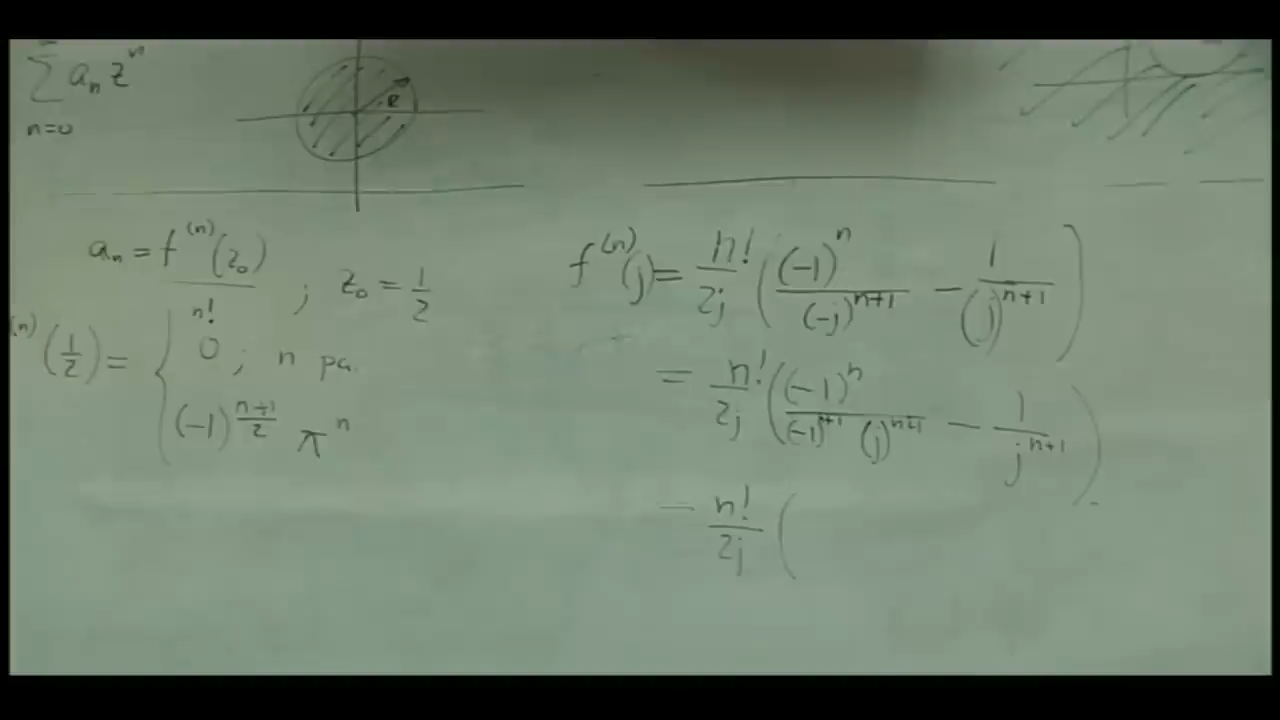 ∞
∑ aₙ zⁿ
n=0
R
aₙ = f⁽ⁿ⁾(z₀) / n! ; z₀ = 1/2
⁽ⁿ⁾(1/2) = { 0 ; n pa.
(-1)^((n+1)/2) πⁿ
f⁽ⁿ⁾(j) = n!/2j ( (-1)ⁿ/(-j)ⁿ⁺¹ − 1/(j)ⁿ⁺¹ )
= n!/2j ( (-1)ⁿ/((-1)ⁿ⁺¹ (j)ⁿ⁺¹) − 1/jⁿ⁺¹ )
= n!/2j (